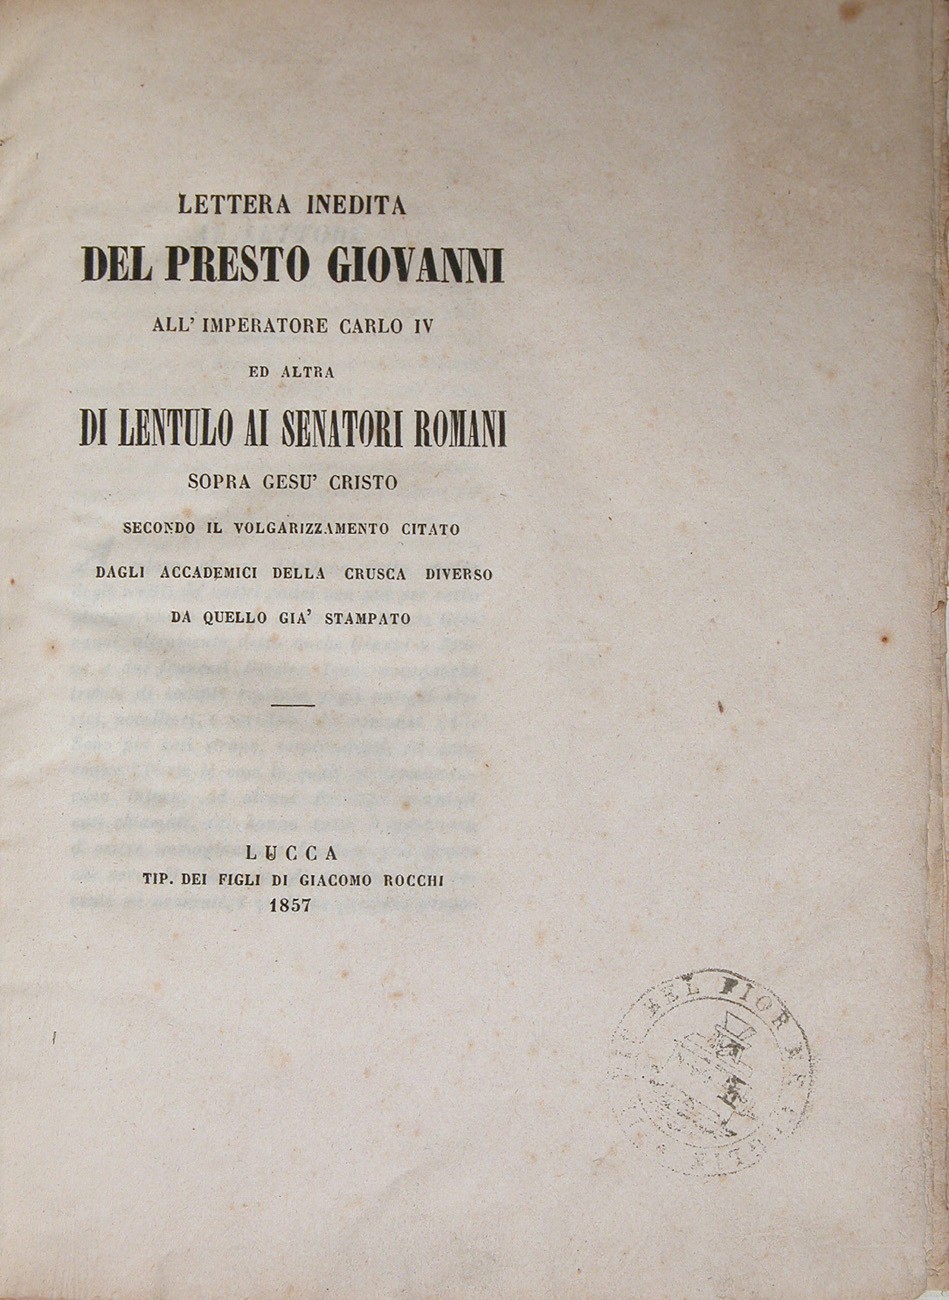 LETTERA INEDITA
DEL PRESTO GIOVANNI
ALL' IMPERATORE CARLO IV
ED ALTRA
DI LENTULO AI SENATORI ROMANI
SOPRA GESU' CRISTO
SECONDO IL VOLGARIZZAMENTO CITATO
DAGLI ACCADEMICI DELLA CRUSCA DIVERSO
DA QUELLO GIA' STAMPATO
LUCCA
TIP. DEI FIGLI DI GIACOMO ROCCHI
1857
DEL FIOR